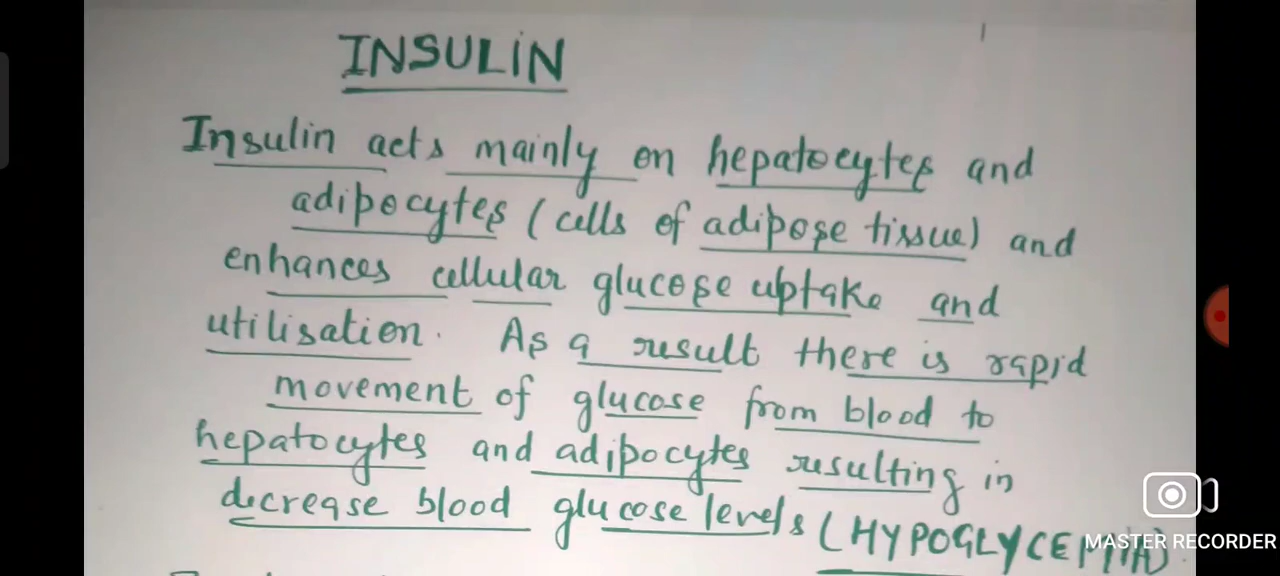 INSULIN
Insulin acts mainly on hepatocytes and
adipocytes (cells of adipose tissue) and
enhances cellular glucose uptake and
utilisation. As a result there is rapid
movement of glucose from blood to
hepatocytes and adipocytes resulting in
decrease blood glucose levels (HYPOGLYCEMIA).
MASTER RECORDER